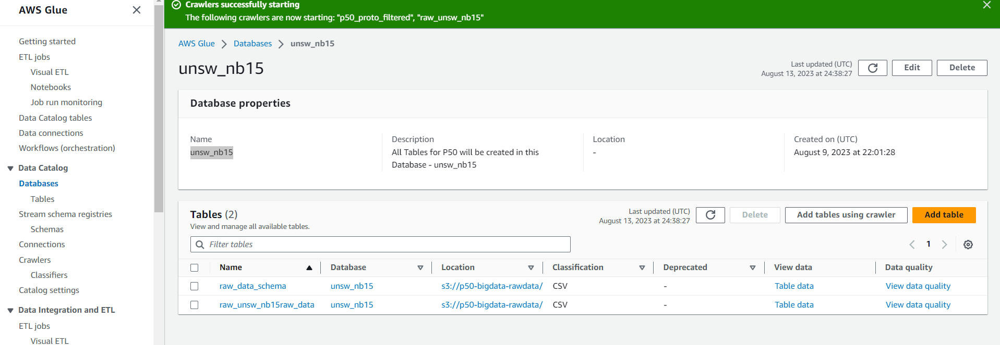 AWS Glue
Getting started
ETL jobs
Visual ETL
Notebooks
Job run monitoring
Data Catalog tables
Data connections
Workflows (orchestration)
Data Catalog
Databases
Tables
Stream schema registries
Schemas
Connections
Crawlers
Classifiers
Catalog settings
Data Integration and ETL
ETL jobs
Visual ETL
Crawlers successfully starting
The following crawlers are now starting: "p50_proto_filtered", "raw_unsw_nb15"
AWS Glue Databases unsw_nb15
unsw_nb15
Last updated (UTC)
August 13, 2023 at 24:38:27
Edit Delete
Database properties
Name
unsw_nb15
Description
All Tables for P50 will be created in this
Database - unsw_nb15
Location
-
Created on (UTC)
August 9, 2023 at 22:01:28
Tables (2)
View and manage all available tables.
Last updated (UTC)
August 13, 2023 at 24:38:27
Delete Add tables using crawler Add table
Filter tables
1
Name Database Location Classification Deprecated View data Data quality
raw_data_schema unsw_nb15 s3://p50-bigdata-rawdata/ CSV - Table data View data quality
raw_unsw_nb15raw_data unsw_nb15 s3://p50-bigdata-rawdata/ CSV - Table data View data quality